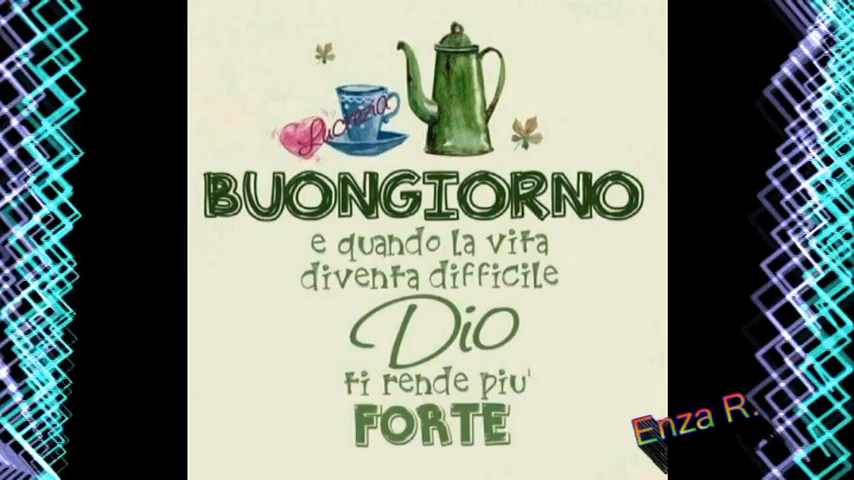 Lucrezia
BUONGIORNO
e quando la vita
diventa difficile
Dio
ti rende piu'
FORTE
Enza R.